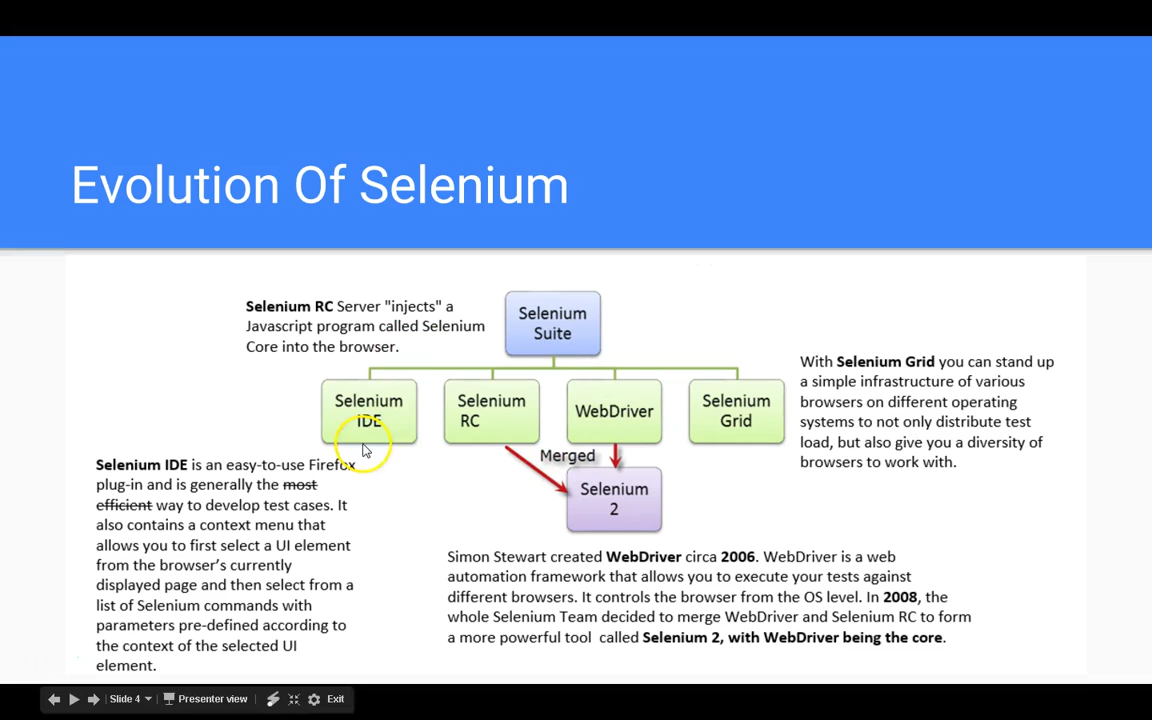 Evolution Of Selenium
Selenium RC Server "injects" a
Javascript program called Selenium
Core into the browser.
Selenium
Suite
With Selenium Grid you can stand up
a simple infrastructure of various
browsers on different operating
systems to not only distribute test
load, but also give you a diversity of
browsers to work with.
Selenium
IDE
Selenium
RC
WebDriver
Selenium
Grid
Merged
Selenium
2
Selenium IDE is an easy-to-use Firefox
plug-in and is generally the most
efficient way to develop test cases. It
also contains a context menu that
allows you to first select a UI element
from the browser’s currently
displayed page and then select from a
list of Selenium commands with
parameters pre-defined according to
the context of the selected UI
element.
Simon Stewart created WebDriver circa 2006. WebDriver is a web
automation framework that allows you to execute your tests against
different browsers. It controls the browser from the OS level. In 2008, the
whole Selenium Team decided to merge WebDriver and Selenium RC to form
a more powerful tool called Selenium 2, with WebDriver being the core.
Slide 4 Presenter view Exit